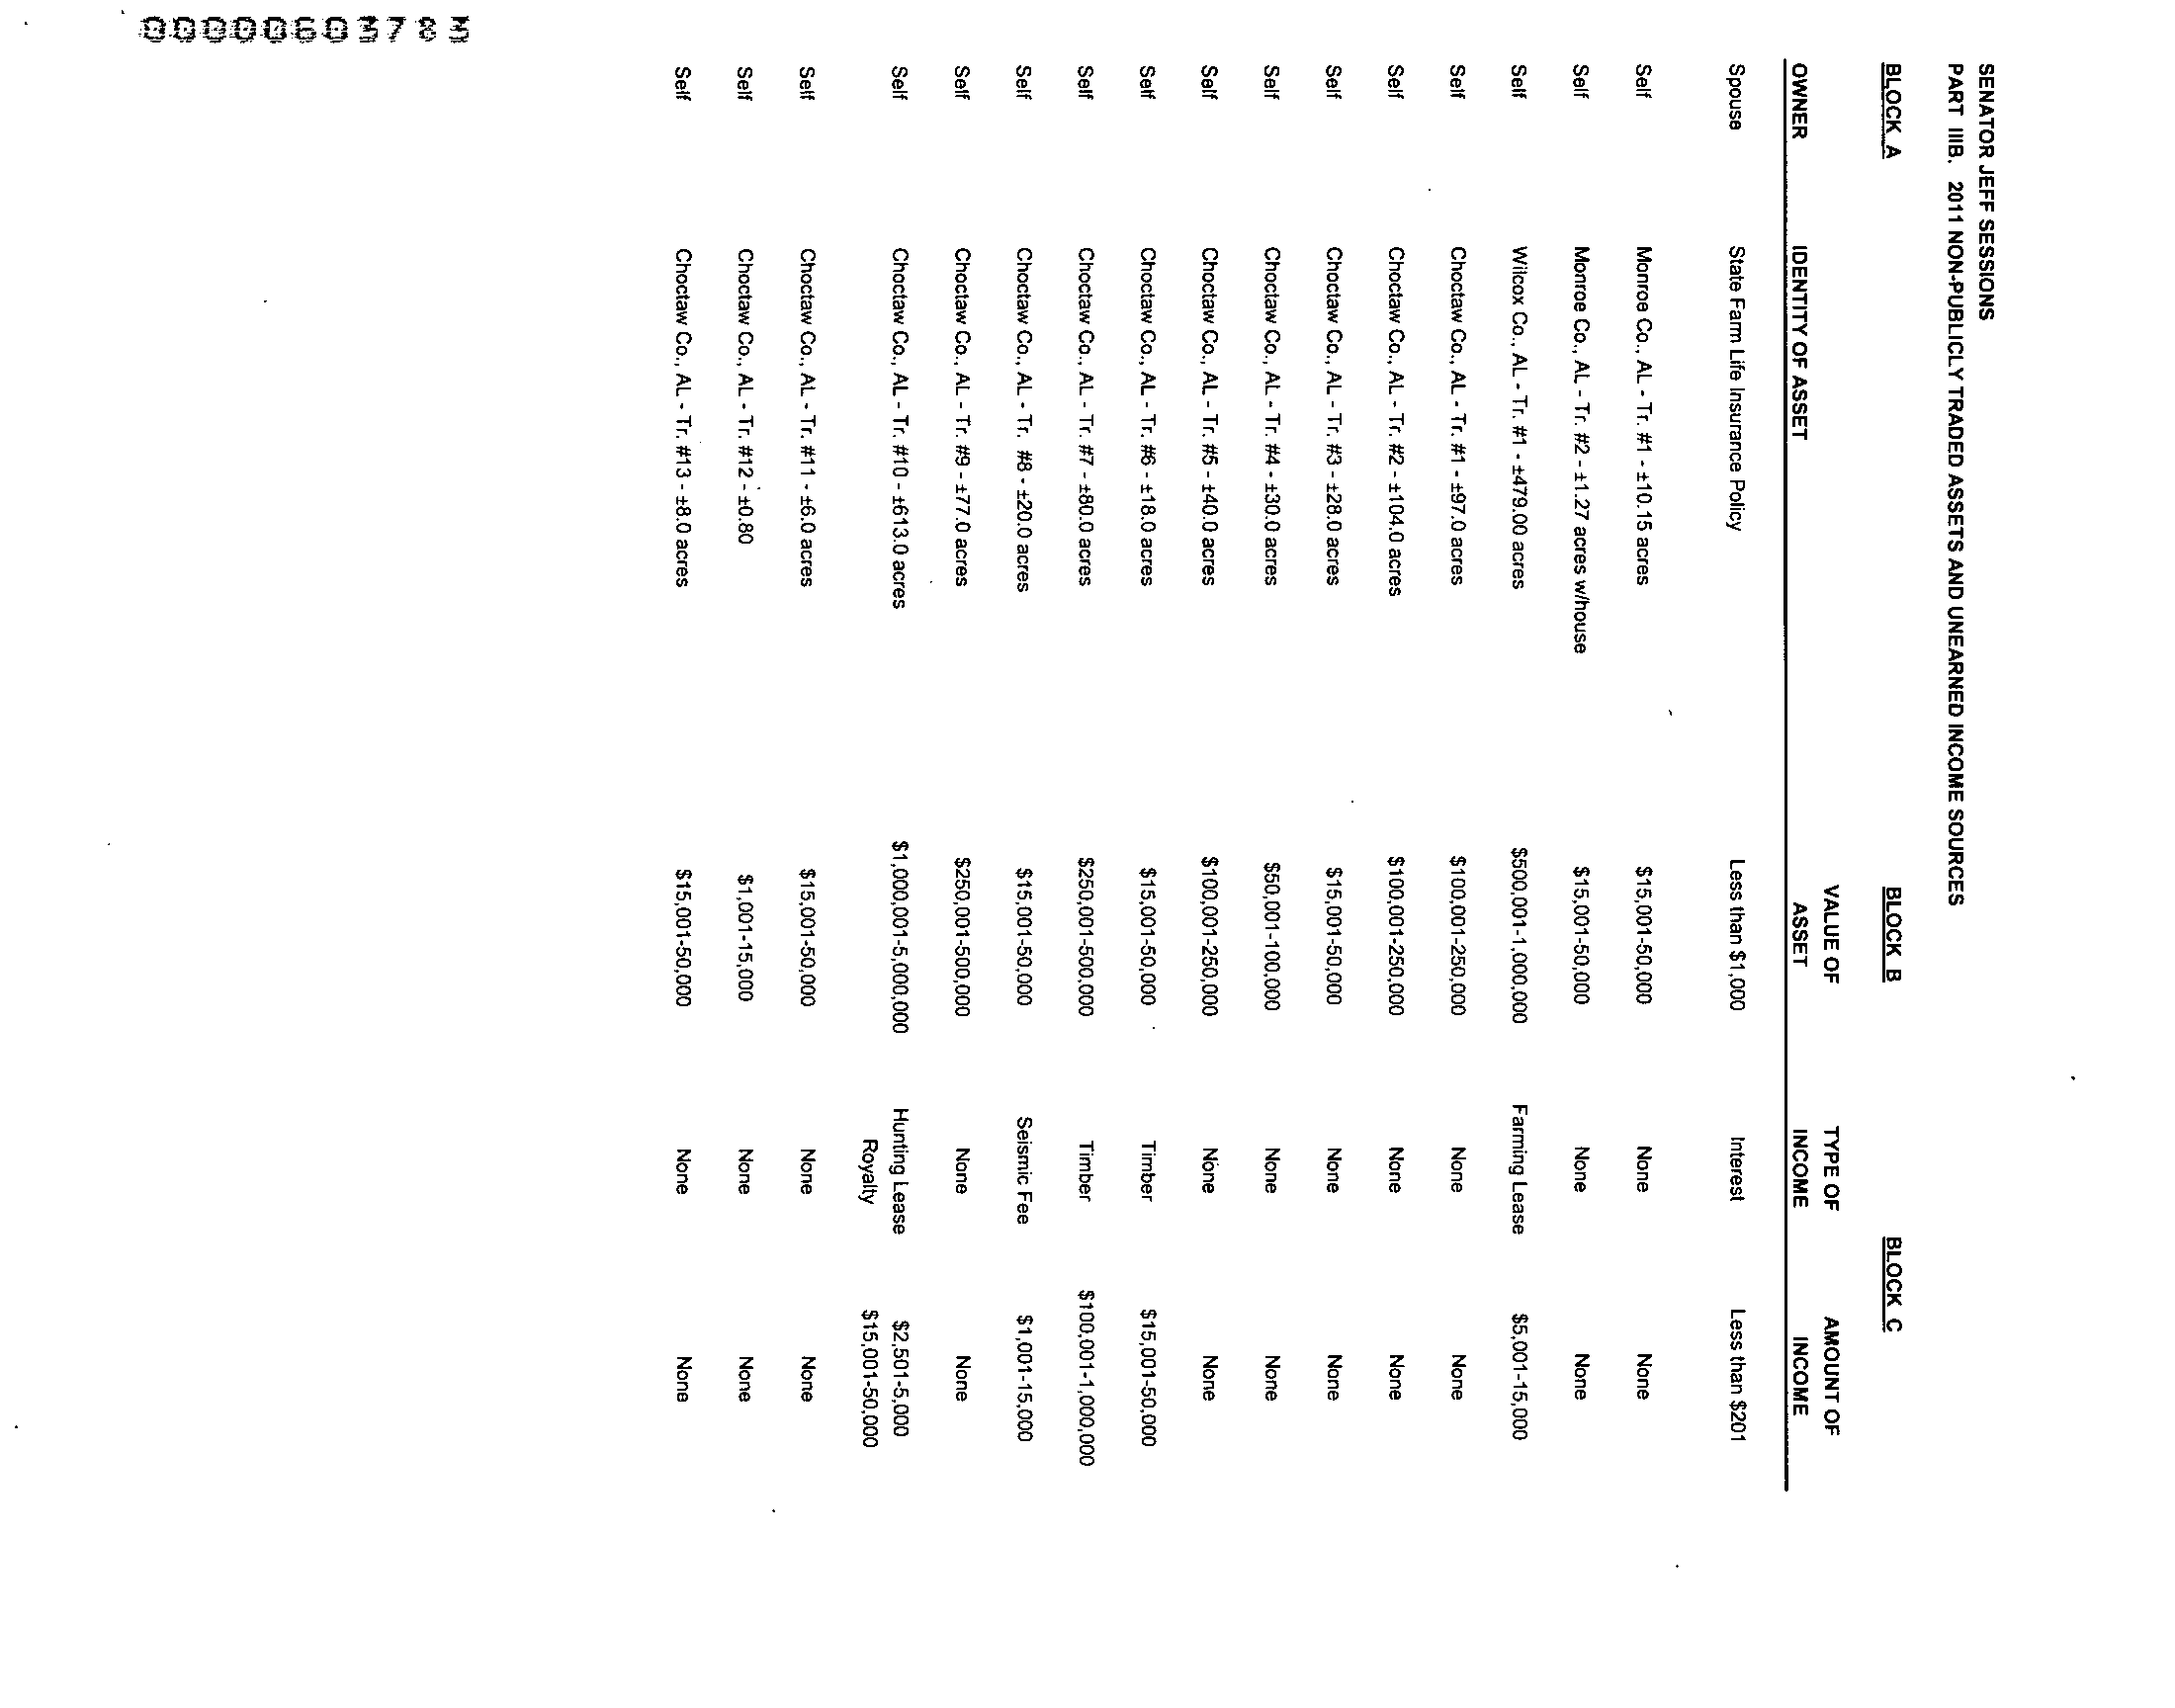 SENATOR JEFF SESSIONS
PART IIIB. 2011 NON-PUBLICLY TRADED ASSETS AND UNEARNED INCOME SOURCES
BLOCK A BLOCK B BLOCK C
VALUE OF TYPE OF AMOUNT OF
OWNER IDENTITY OF ASSET ASSET INCOME INCOME
Spouse State Farm Life Insurance Policy Less than $1,000 Interest Less than $201
Self Monroe Co., AL - Tr. #1 - ±10.15 acres $15,001-50,000 None None
Self Monroe Co., AL - Tr. #2 - ±1.27 acres w/house $15,001-50,000 None None
Self Wilcox Co., AL - Tr. #1 - ±479.00 acres $500,001-1,000,000 Farming Lease $5,001-15,000
Self Choctaw Co., AL - Tr. #1 - ±97.0 acres $100,001-250,000 None None
Self Choctaw Co., AL - Tr. #2 - ±104.0 acres $100,001-250,000 None None
Self Choctaw Co., AL - Tr. #3 - ±28.0 acres $15,001-50,000 None None
Self Choctaw Co., AL - Tr. #4 - ±30.0 acres $50,001-100,000 None None
Self Choctaw Co., AL - Tr. #5 - ±40.0 acres $100,001-250,000 None None
Self Choctaw Co., AL - Tr. #6 - ±18.0 acres $15,001-50,000 Timber $15,001-50,000
Self Choctaw Co., AL - Tr. #7 - ±80.0 acres $250,001-500,000 Timber $100,001-1,000,000
Self Choctaw Co., AL - Tr. #8 - ±20.0 acres $15,001-50,000 Seismic Fee $1,001-15,000
Self Choctaw Co., AL - Tr. #9 - ±77.0 acres $250,001-500,000 None None
Self Choctaw Co., AL - Tr. #10 - ±613.0 acres $1,000,001-5,000,000 Hunting Lease $2,501-5,000
Royalty $15,001-50,000
Self Choctaw Co., AL - Tr. #11 - ±6.0 acres $15,001-50,000 None None
Self Choctaw Co., AL - Tr. #12 - ±0.80 $1,001-15,000 None None
Self Choctaw Co., AL - Tr. #13 - ±8.0 acres $15,001-50,000 None None
00000603783